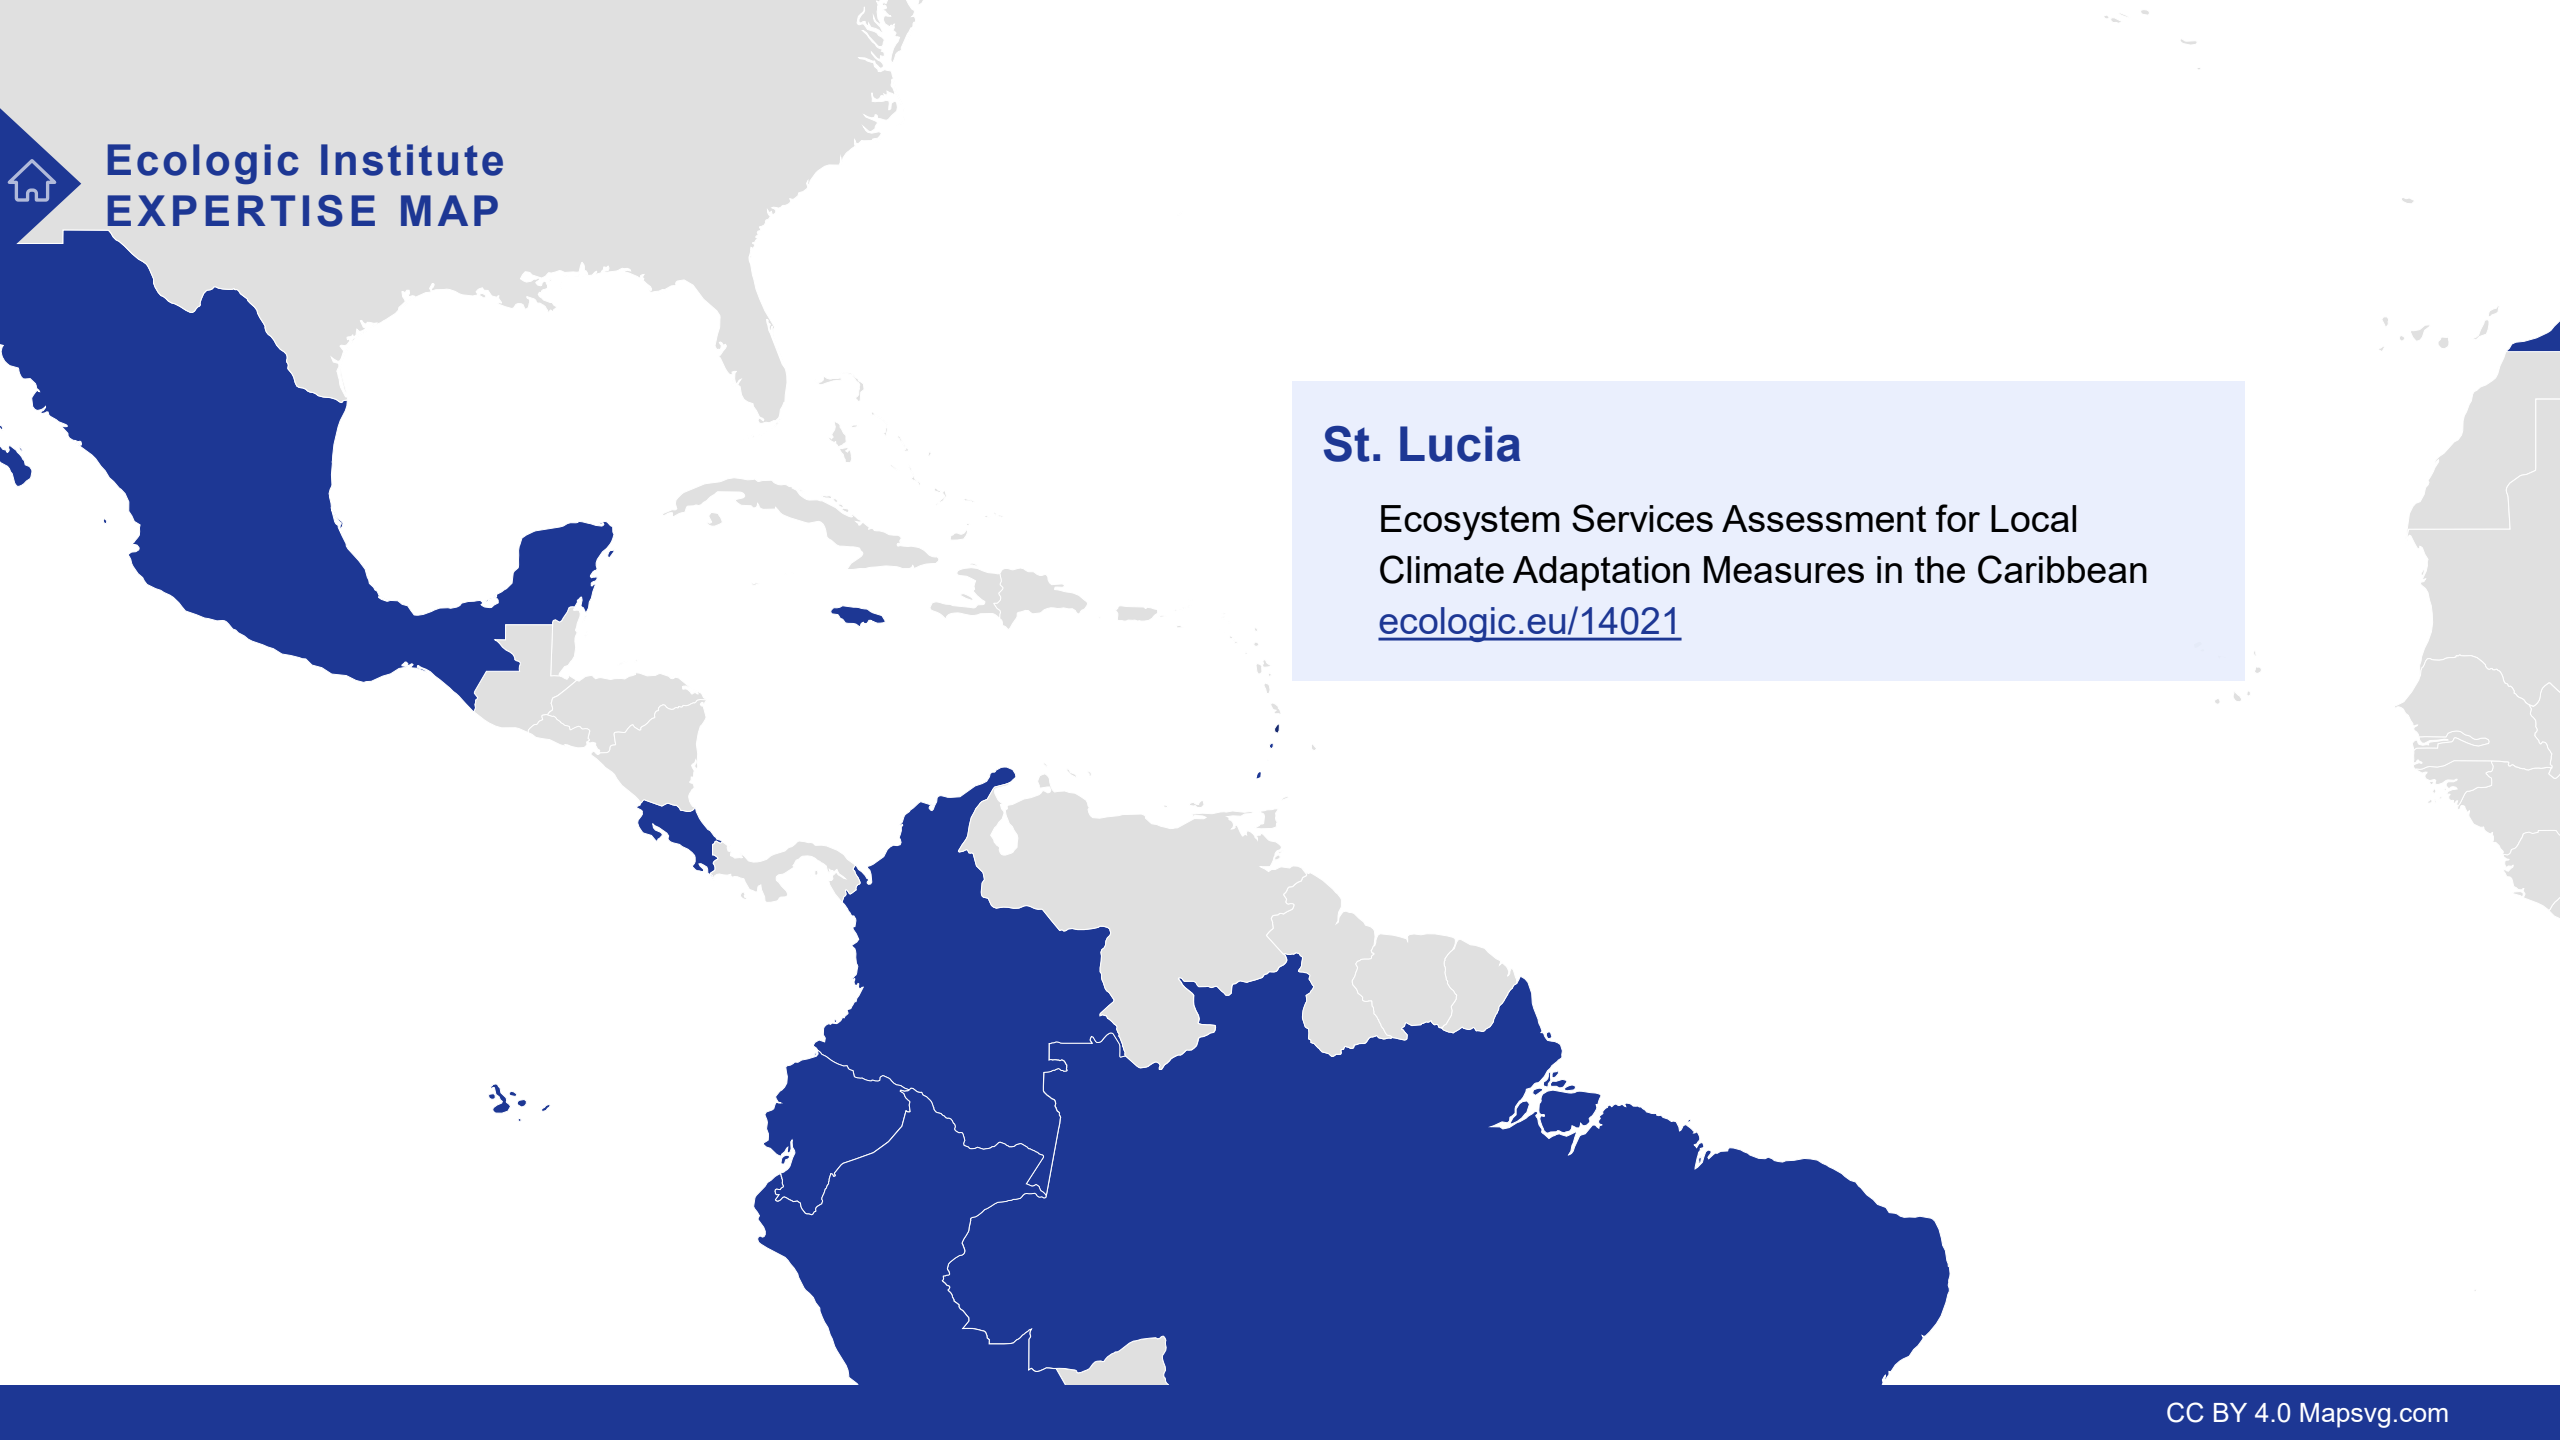 Ecologic Institute
EXPERTISE MAP
St. Lucia
Ecosystem Services Assessment for Local
Climate Adaptation Measures in the Caribbean
ecologic.eu/14021
CC BY 4.0 Mapsvg.com